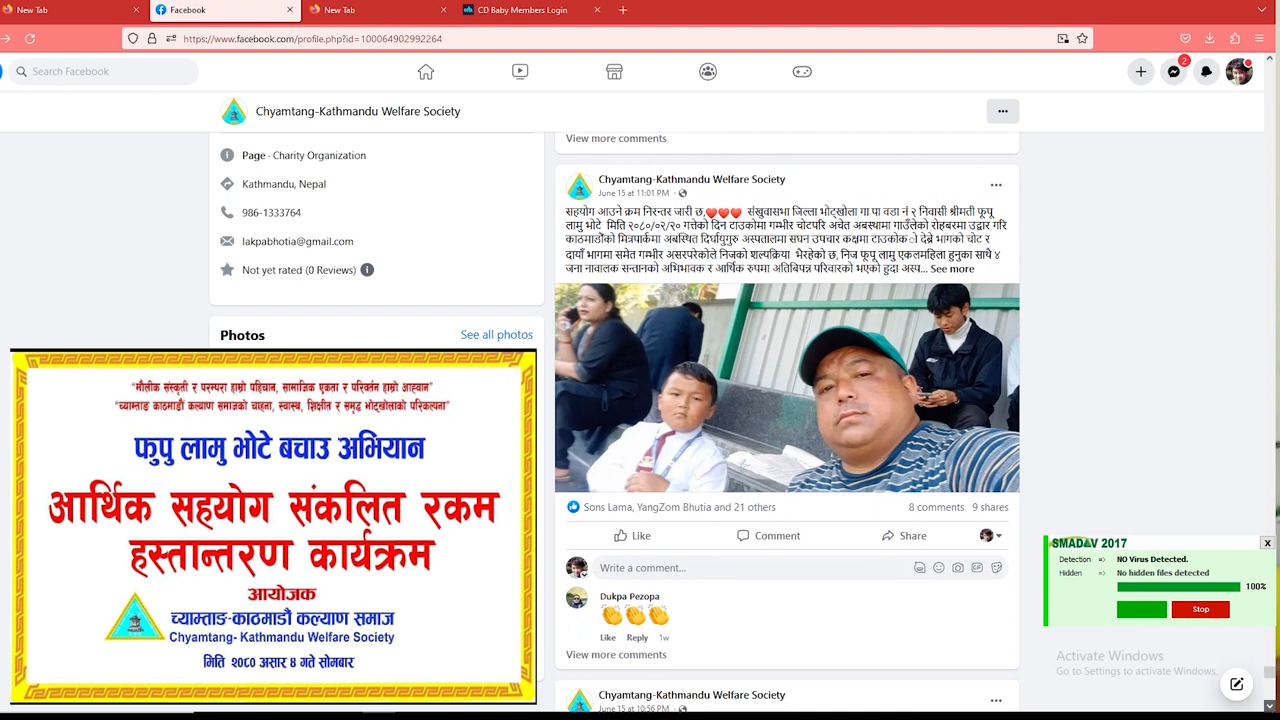 New Tab
Facebook
New Tab
CD Baby Members Login
https://www.facebook.com/profile.php?id=100064902992264
Search Facebook
2
Chyamtang-Kathmandu Welfare Society
Page · Charity Organization
Kathmandu, Nepal
986-1333764
lakpabhotia@gmail.com
Not yet rated (0 Reviews)
Photos
See all photos
"मौलीक संस्कृती र परम्परा हाम्रो पहिचान, सामाजिक एकता र परिवर्तन हाम्रो आह्वान"
"च्याम्ताङ काठमाडौं कल्याण समाजको चाहना, स्वास्थ, शिक्षीत र समृद्ध भोटखोलाको परिकल्पना"
फुपु लामु भोटे बचाउ अभियान
आर्थिक सहयोग संकलित रकम
हस्तान्तरण कार्यक्रम
आयोजक
च्याम्ताङ-काठमाडौं कल्याण समाज
Chyamtang- Kathmandu Welfare Society
मिति २०८० असार ४ गते सोमबार
View more comments
Chyamtang-Kathmandu Welfare Society
June 15 at 11:01 PM ·
सहयोग आउने क्रम निरन्तर जारी छ,❤️❤️❤️ संखुवासभा जिल्ला भोट्खोला गा पा वडा नं २ निवासी श्रीमती फूपू
लामु भोटे मिति २०८०/०२/२० गत्तेको दिन टाउकोमा गम्भीर चोटपरि अचेत अबस्थामा गाउँलेको रोहबरमा उद्वार गरि
काठमाडौंको मित्रपार्कमा अबस्थित दिर्घायुगुरु अस्पतालमा सघन उपचार कक्षमा टाउकोको देब्रे भागको चोट र
दायाँ भागमा समेत गम्भीर असरपरेकोले निजको शल्यक्रिया भैरहेको छ, निज फूपू लामु एकलमहिला हुनुका साथै ४
जना नावालक सन्तानको अभिभावक र आर्थिक रुपमा अतिबिपन्न परिवारको भएको हुदा अस्प... See more
Sons Lama, YangZom Bhutia and 21 others
8 comments 9 shares
Like Comment Share
Write a comment...
Dukpa Pezopa
👏👏👏
Like Reply 1w
View more comments
Chyamtang-Kathmandu Welfare Society
June 15 at 10:56 PM ·
SMADAV 2017
X
Detection => NO Virus Detected.
Hidden => No hidden files detected
100%
Stop
Activate Windows
Go to Settings to activate Windows.